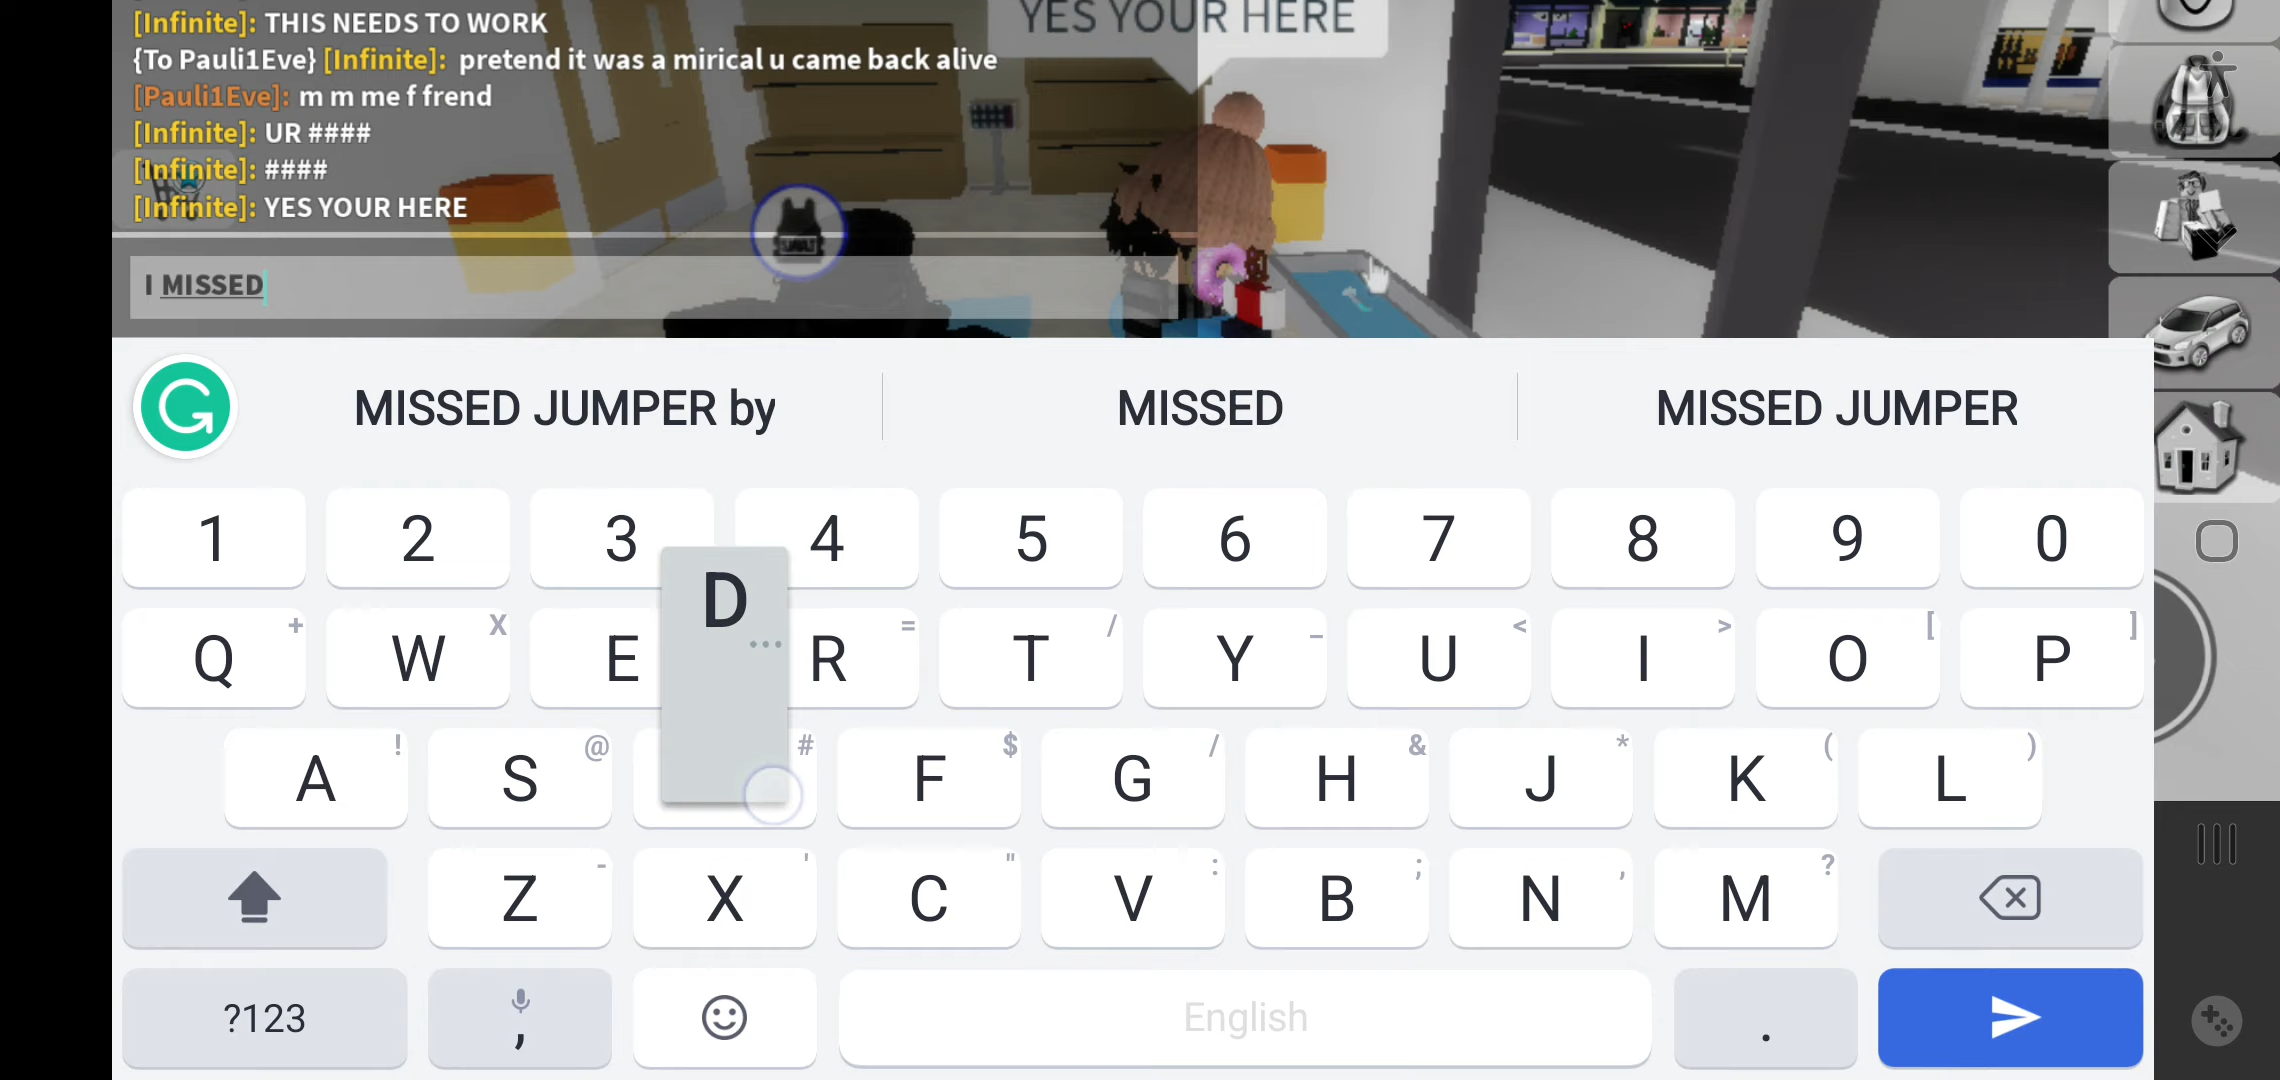 [Infinite]: THIS NEEDS TO WORK
{To Pauli1Eve} [Infinite]: pretend it was a mirical u came back alive
[Pauli1Eve]: m m me f frend
[Infinite]: UR ####
[Infinite]: ####
[Infinite]: YES YOUR HERE
YES YOUR HERE
I MISSED
MISSED JUMPER by
MISSED
MISSED JUMPER
1 2 3 4 5 6 7 8 9 0
D
+ X = / - < > [ ]
Q W E R T Y U I O P
! @ # $ / & * ( )
A S F G H J K L
- ' " : ; , ?
Z X C V B N M
?123 , English .